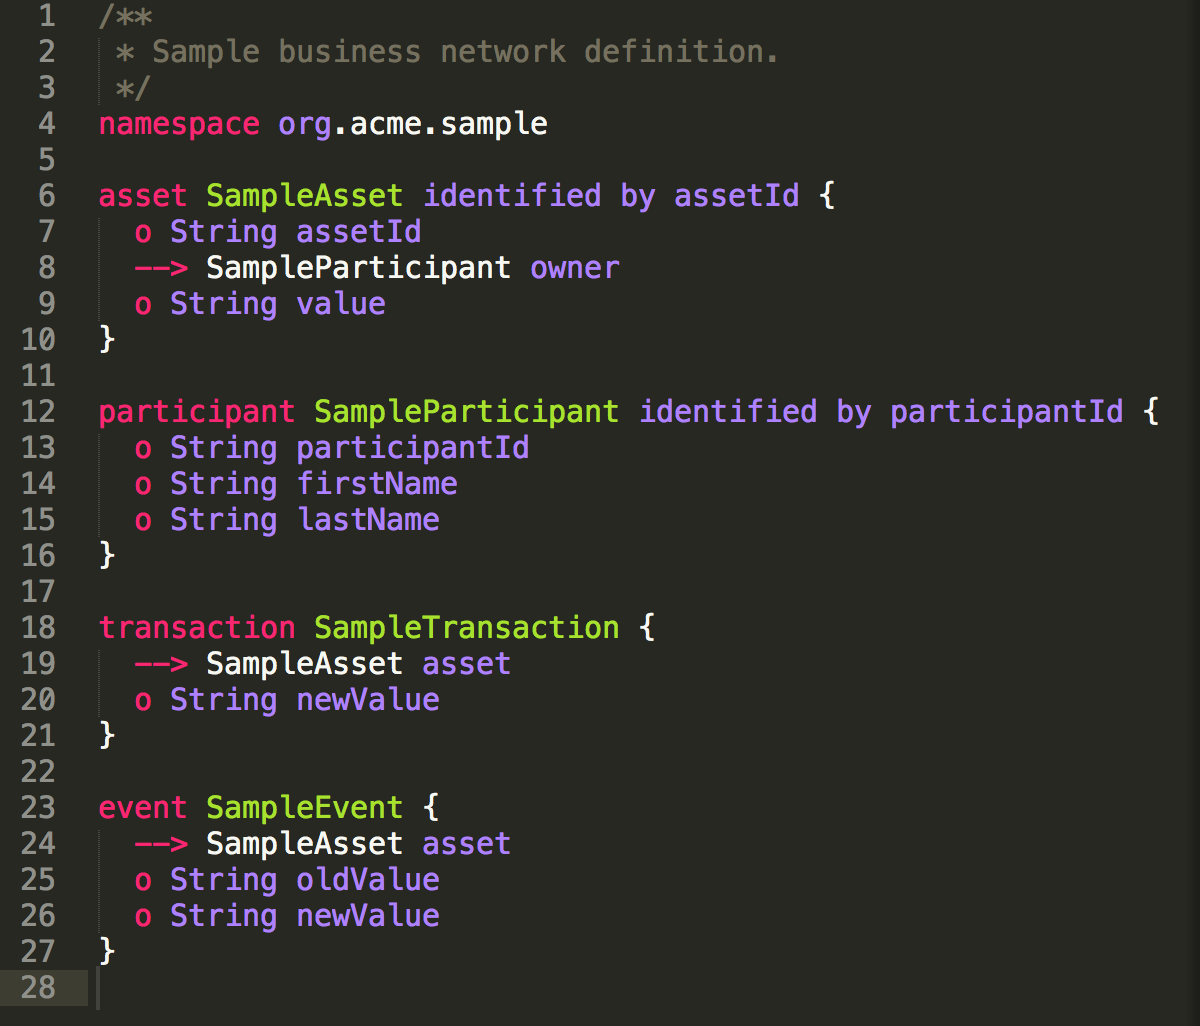 1 /**
2  * Sample business network definition.
3  */
4 namespace org.acme.sample
5
6 asset SampleAsset identified by assetId {
7   o String assetId
8   --> SampleParticipant owner
9   o String value
10 }
11
12 participant SampleParticipant identified by participantId {
13   o String participantId
14   o String firstName
15   o String lastName
16 }
17
18 transaction SampleTransaction {
19   --> SampleAsset asset
20   o String newValue
21 }
22
23 event SampleEvent {
24   --> SampleAsset asset
25   o String oldValue
26   o String newValue
27 }
28